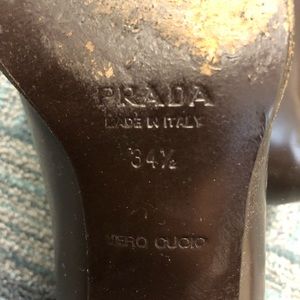 PRADA
MADE IN ITALY
34½
VERO CUOIO